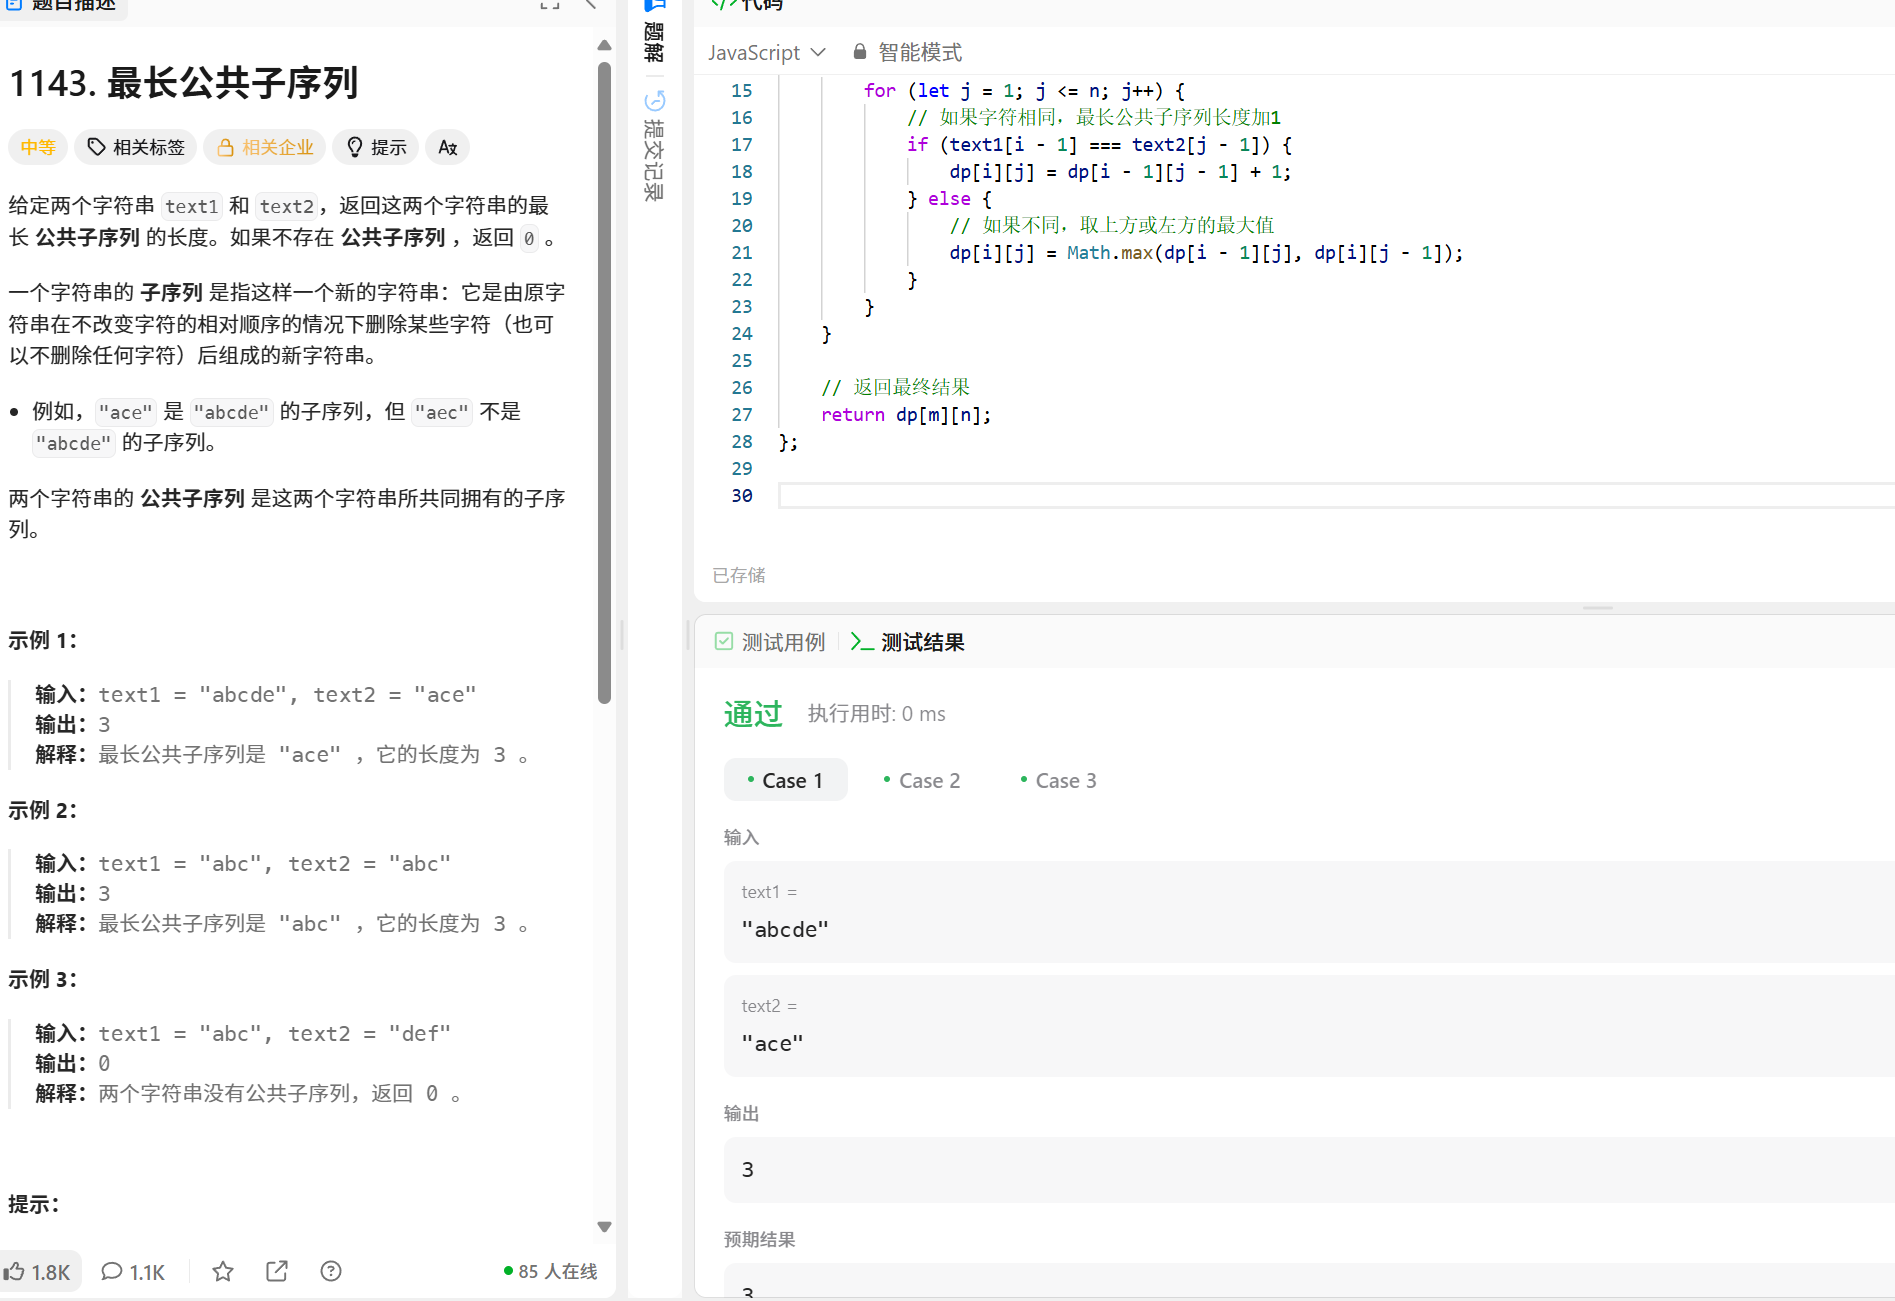 题目描述
1143. 最长公共子序列
中等 相关标签 相关企业 提示
给定两个字符串 text1 和 text2，返回这两个字符串的最
长 公共子序列 的长度。如果不存在 公共子序列 ，返回 0 。
一个字符串的 子序列 是指这样一个新的字符串：它是由原字
符串在不改变字符的相对顺序的情况下删除某些字符（也可
以不删除任何字符）后组成的新字符串。
• 例如，"ace" 是 "abcde" 的子序列，但 "aec" 不是
"abcde" 的子序列。
两个字符串的 公共子序列 是这两个字符串所共同拥有的子序
列。
示例 1：
输入：text1 = "abcde", text2 = "ace"
输出：3
解释：最长公共子序列是 "ace" ，它的长度为 3 。
示例 2：
输入：text1 = "abc", text2 = "abc"
输出：3
解释：最长公共子序列是 "abc" ，它的长度为 3 。
示例 3：
输入：text1 = "abc", text2 = "def"
输出：0
解释：两个字符串没有公共子序列，返回 0 。
提示：
1.8K 1.1K 85 人在线
题解
提交记录
</> 代码
JavaScript 智能模式
15 for (let j = 1; j <= n; j++) {
16 // 如果字符相同，最长公共子序列长度加1
17 if (text1[i - 1] === text2[j - 1]) {
18 dp[i][j] = dp[i - 1][j - 1] + 1;
19 } else {
20 // 如果不同，取上方或左方的最大值
21 dp[i][j] = Math.max(dp[i - 1][j], dp[i][j - 1]);
22 }
23 }
24 }
25
26 // 返回最终结果
27 return dp[m][n];
28 };
29
30
已存储
测试用例 >_ 测试结果
通过 执行用时: 0 ms
• Case 1 • Case 2 • Case 3
输入
text1 =
"abcde"
text2 =
"ace"
输出
3
预期结果
3